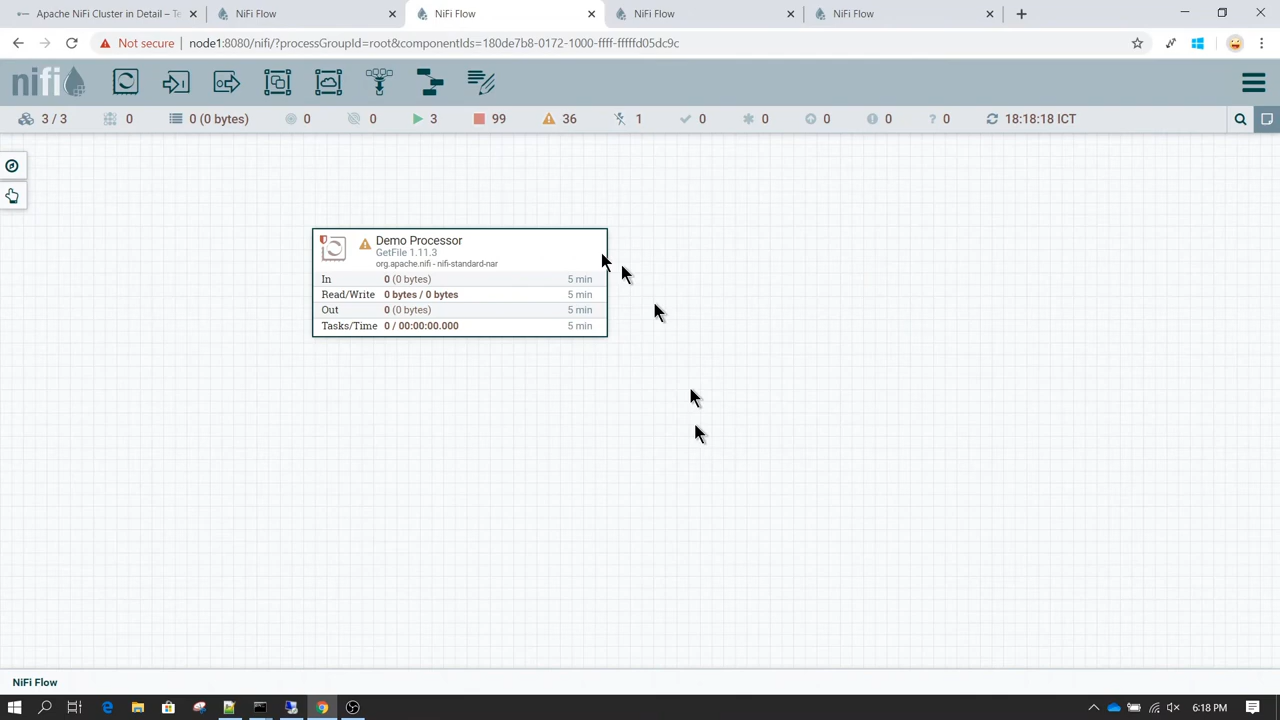 Apache NiFi Cluster in Detail – Te
NiFi Flow
NiFi Flow
NiFi Flow
NiFi Flow
Not secure
node1:8080/nifi/?processGroupId=root&componentIds=18bde7b8-0172-1000-ffff-fffffd05dc9c
nifi
3 / 3
0
0 (0 bytes)
0
0
3
99
36
1
0
0
0
0
? 0
18:18:18 ICT
Demo Processor
GetFile 1.11.3
org.apache.nifi - nifi-standard-nar
In 0 (0 bytes) 5 min
Read/Write 0 bytes / 0 bytes 5 min
Out 0 (0 bytes) 5 min
Tasks/Time 0 / 00:00:00.000 5 min
NiFi Flow
6:18 PM